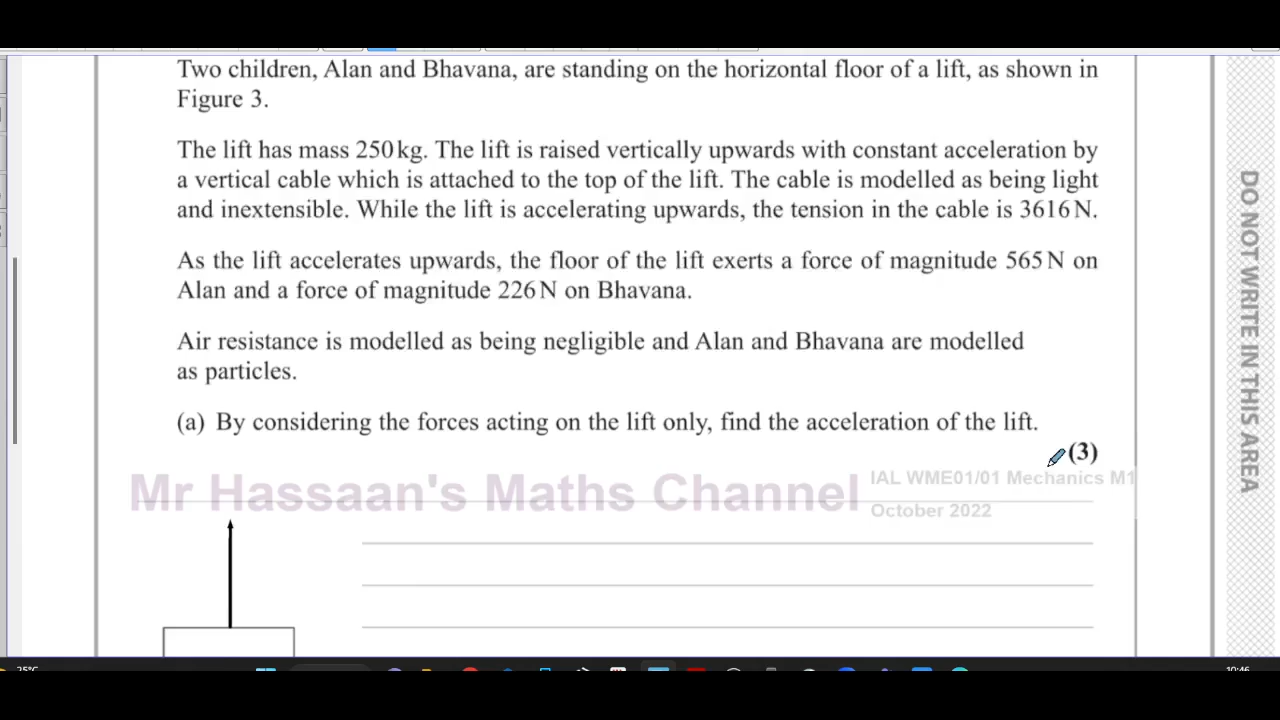 Two children, Alan and Bhavana, are standing on the horizontal floor of a lift, as shown in
Figure 3.
The lift has mass 250 kg. The lift is raised vertically upwards with constant acceleration by
a vertical cable which is attached to the top of the lift. The cable is modelled as being light
and inextensible. While the lift is accelerating upwards, the tension in the cable is 3616 N.
As the lift accelerates upwards, the floor of the lift exerts a force of magnitude 565 N on
Alan and a force of magnitude 226 N on Bhavana.
Air resistance is modelled as being negligible and Alan and Bhavana are modelled
as particles.
(a) By considering the forces acting on the lift only, find the acceleration of the lift.
(3)
Mr Hassaan's Maths Channel
IAL WME01/01 Mechanics M1
October 2022
DO NOT WRITE IN THIS AREA
25°C
10:46